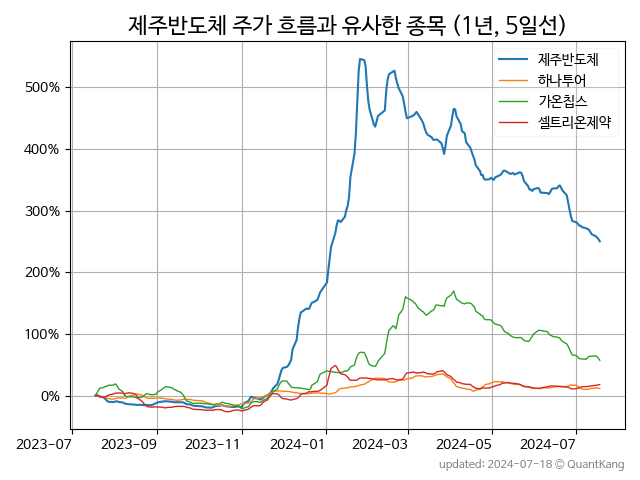 제주반도체 주가 흐름과 유사한 종목 (1년, 5일선)
제주반도체
하나투어
가온칩스
셀트리온제약
500%
400%
300%
200%
100%
0%
2023-07
2023-09
2023-11
2024-01
2024-03
2024-05
2024-07
updated: 2024-07-18 © QuantKang